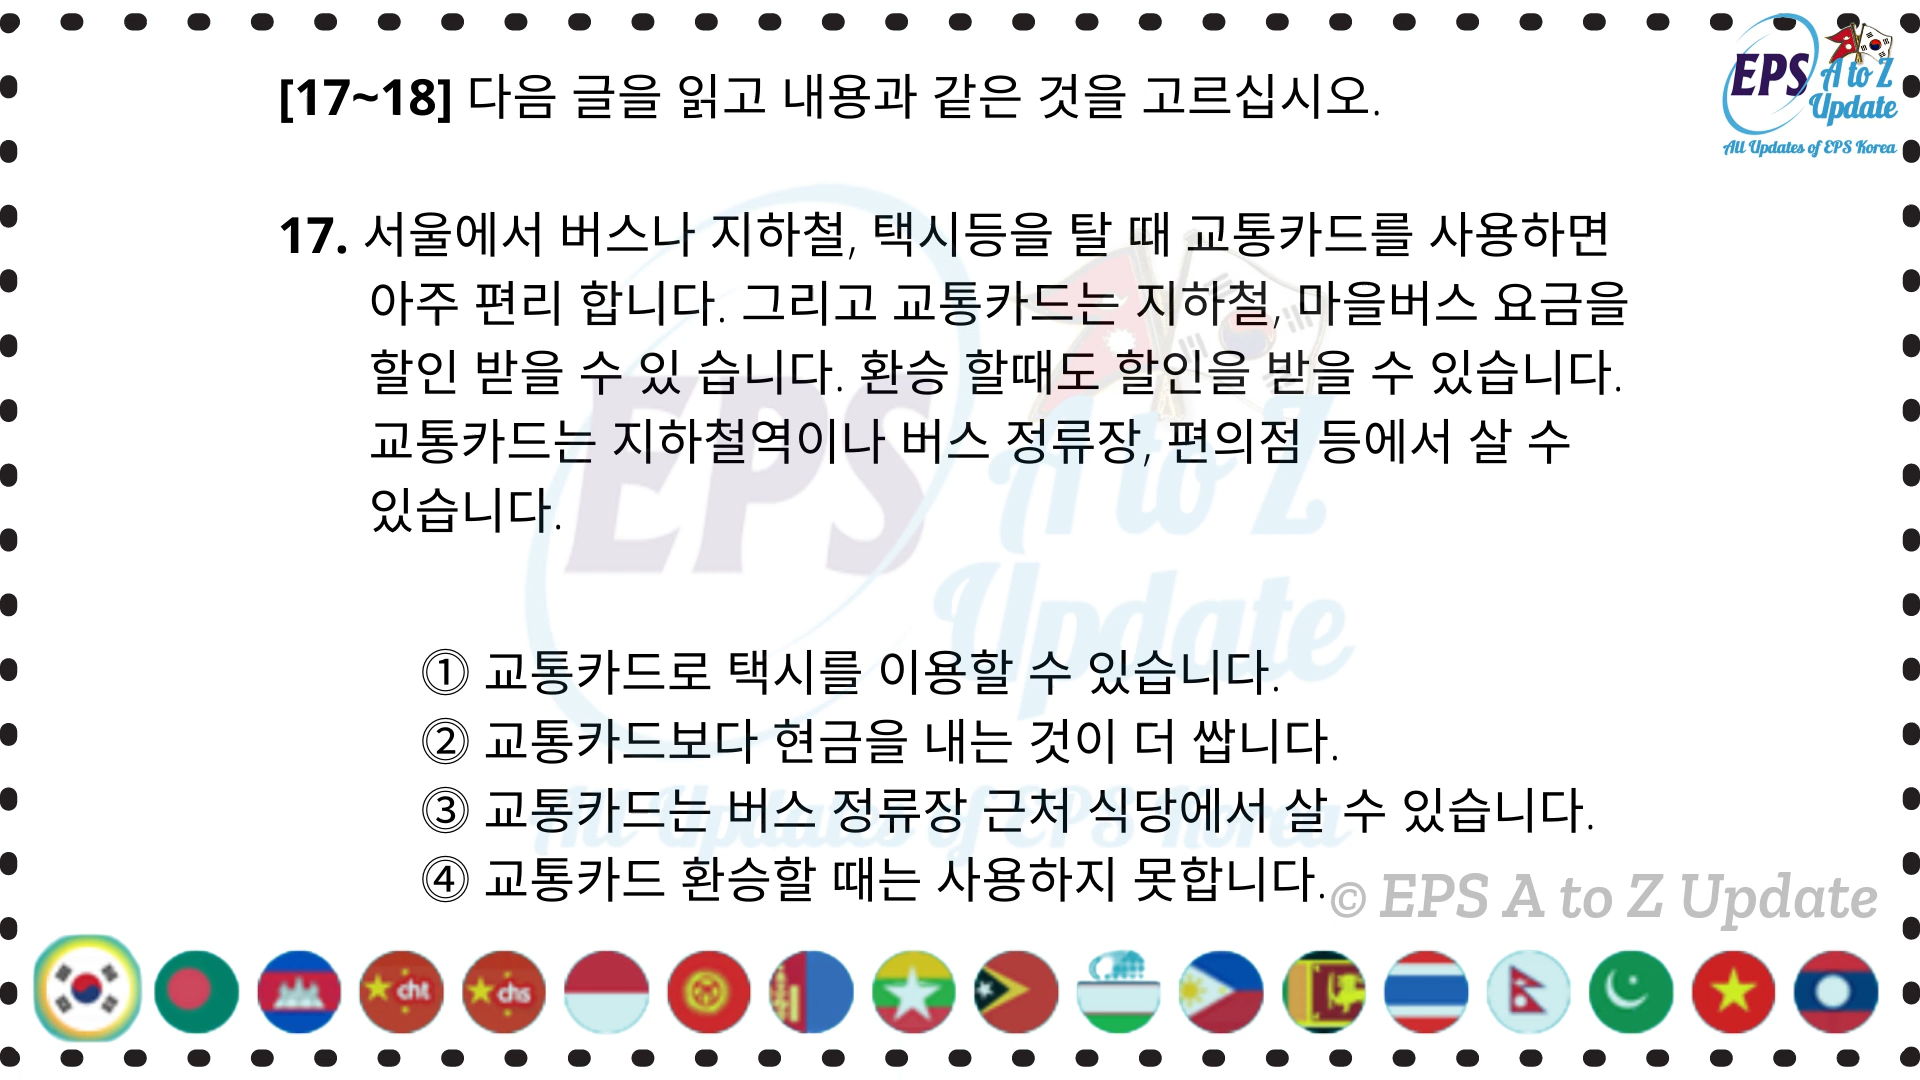 [17~18] 다음 글을 읽고 내용과 같은 것을 고르십시오.
EPS A to Z
Update
All Updates of EPS Korea
17. 서울에서 버스나 지하철, 택시등을 탈 때 교통카드를 사용하면
아주 편리 합니다. 그리고 교통카드는 지하철, 마을버스 요금을
할인 받을 수 있 습니다. 환승 할때도 할인을 받을 수 있습니다.
교통카드는 지하철역이나 버스 정류장, 편의점 등에서 살 수
있습니다.
EPS A to Z
Update
All Updates of EPS Korea
① 교통카드로 택시를 이용할 수 있습니다.
② 교통카드보다 현금을 내는 것이 더 쌉니다.
③ 교통카드는 버스 정류장 근처 식당에서 살 수 있습니다.
④ 교통카드 환승할 때는 사용하지 못합니다.
© EPS A to Z Update
cht
chs